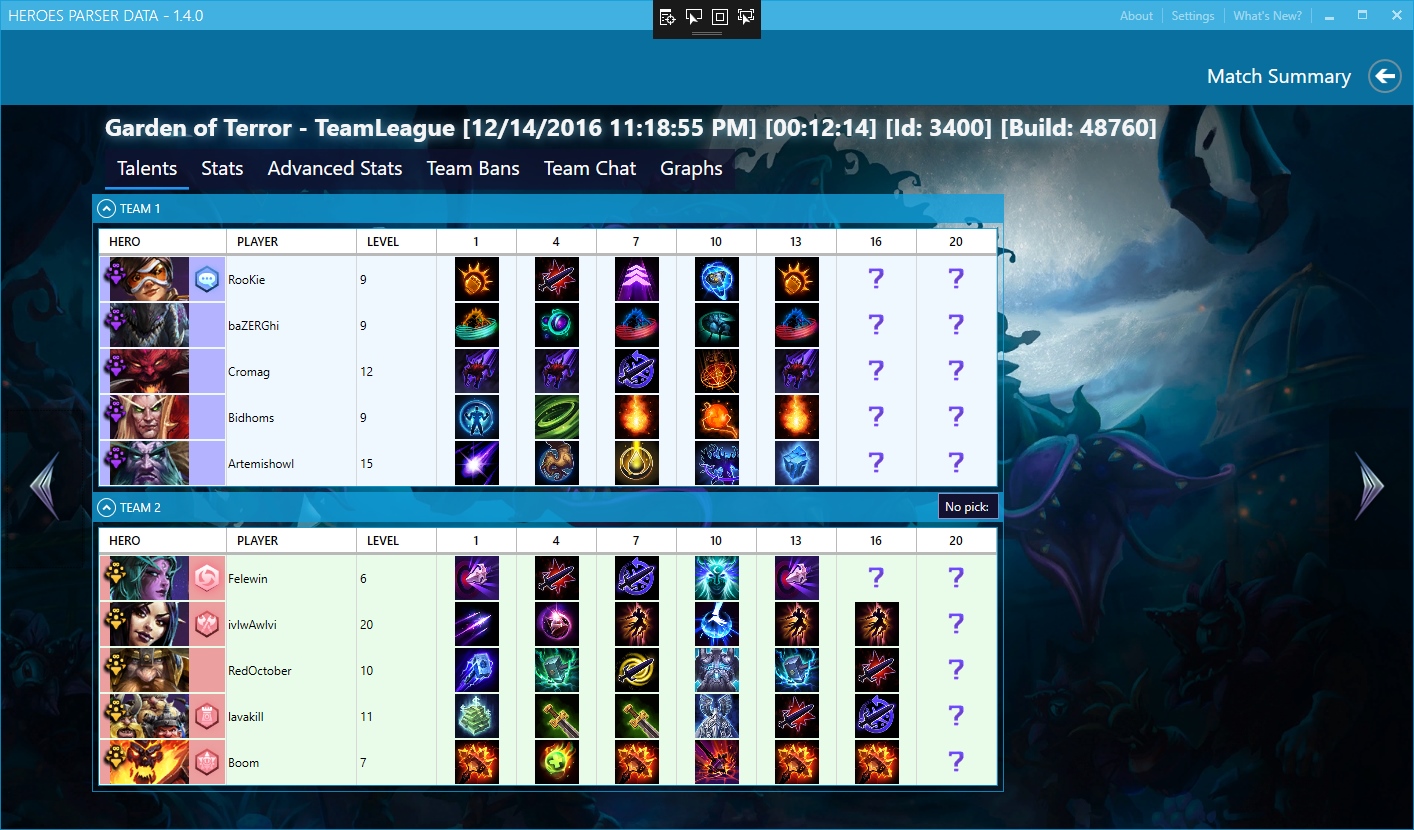 HEROES PARSER DATA - 1.4.0
About Settings What's New?
Match Summary
Garden of Terror - TeamLeague [12/14/2016 11:18:55 PM] [00:12:14] [Id: 3400] [Build: 48760]
Talents Stats Advanced Stats Team Bans Team Chat Graphs
TEAM 1
HERO PLAYER LEVEL 1 4 7 10 13 16 20
RooKie 9 ? ?
baZERGhi 9 ? ?
Cromag 12 ? ?
Bidhoms 9 ? ?
Artemishowl 15 ? ?
TEAM 2 No pick:
HERO PLAYER LEVEL 1 4 7 10 13 16 20
Felewin 6 ? ?
ivIwAwIvi 20 ?
RedOctober 10 ?
lavakill 11 ?
Boom 7 ?